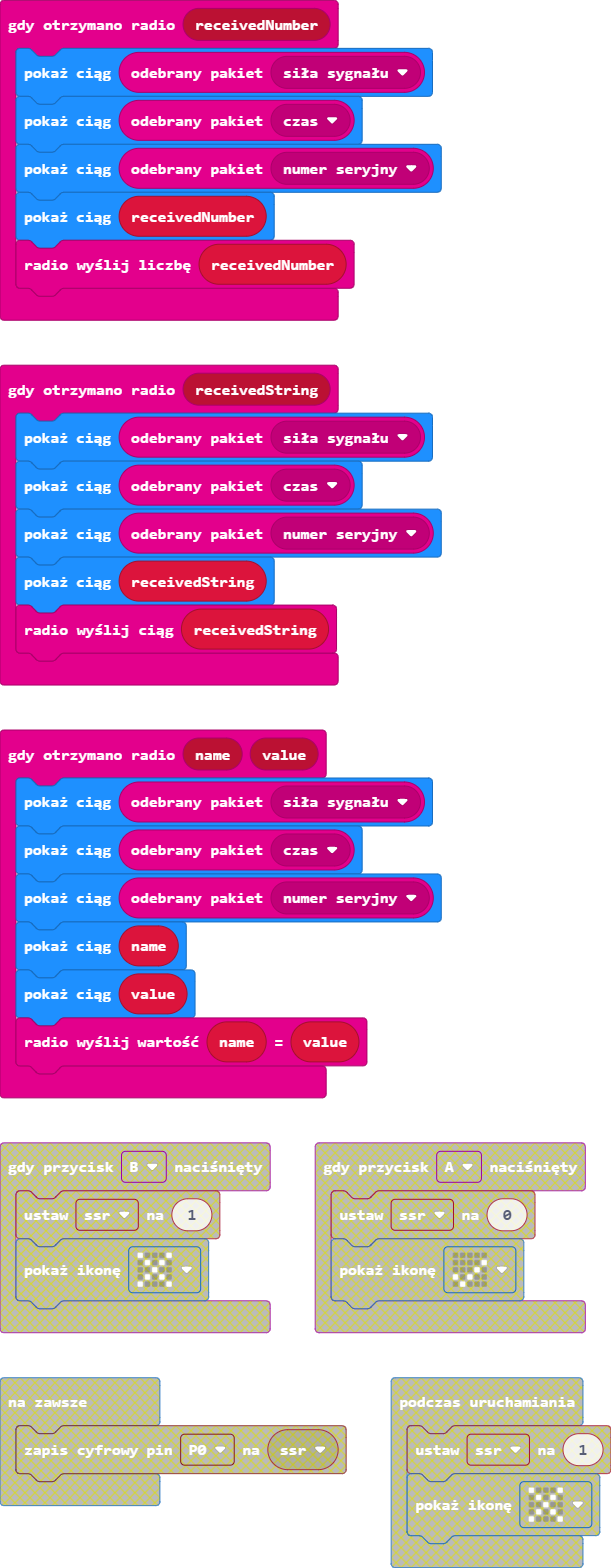 gdy otrzymano radio receivedNumber
pokaż ciąg odebrany pakiet siła sygnału
pokaż ciąg odebrany pakiet czas
pokaż ciąg odebrany pakiet numer seryjny
pokaż ciąg receivedNumber
radio wyślij liczbę receivedNumber
gdy otrzymano radio receivedString
pokaż ciąg odebrany pakiet siła sygnału
pokaż ciąg odebrany pakiet czas
pokaż ciąg odebrany pakiet numer seryjny
pokaż ciąg receivedString
radio wyślij ciąg receivedString
gdy otrzymano radio name value
pokaż ciąg odebrany pakiet siła sygnału
pokaż ciąg odebrany pakiet czas
pokaż ciąg odebrany pakiet numer seryjny
pokaż ciąg name
pokaż ciąg value
radio wyślij wartość name = value
gdy przycisk B naciśnięty
ustaw ssr na 1
pokaż ikonę
gdy przycisk A naciśnięty
ustaw ssr na 0
pokaż ikonę
na zawsze
zapis cyfrowy pin P0 na ssr
podczas uruchamiania
ustaw ssr na 1
pokaż ikonę